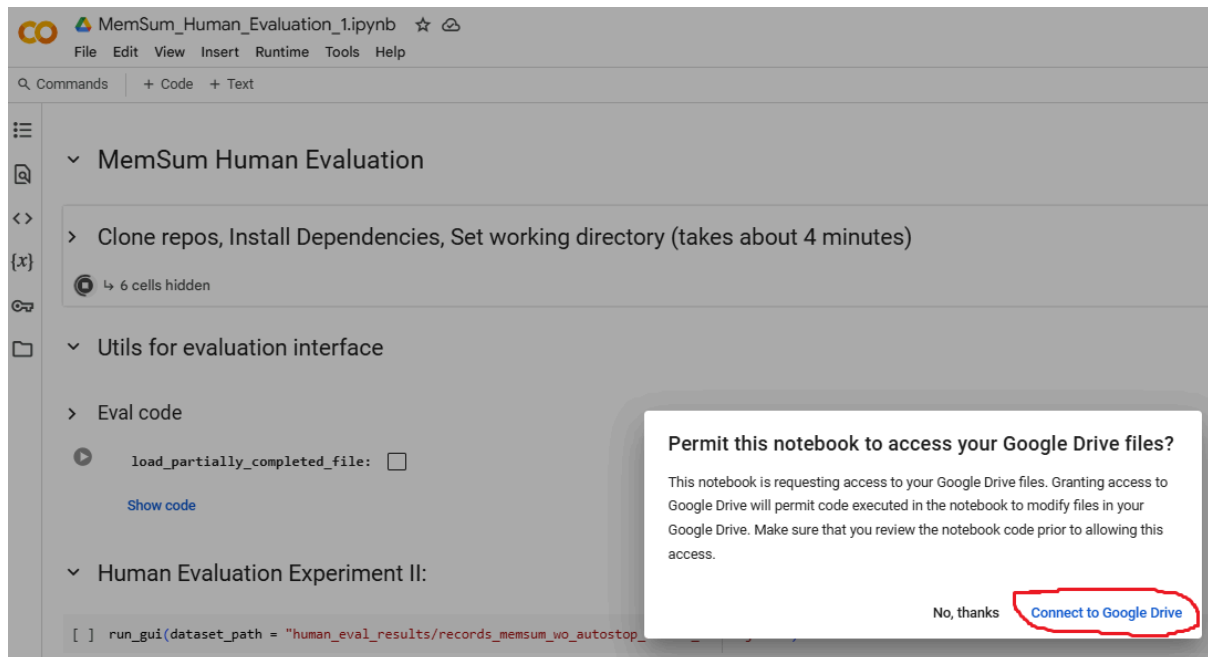 MemSum_Human_Evaluation_1.ipynb
File Edit View Insert Runtime Tools Help
Commands + Code + Text
MemSum Human Evaluation
Clone repos, Install Dependencies, Set working directory (takes about 4 minutes)
{x}
↳ 6 cells hidden
Utils for evaluation interface
Eval code
load_partially_completed_file:
Show code
Permit this notebook to access your Google Drive files?
This notebook is requesting access to your Google Drive files. Granting access to
Google Drive will permit code executed in the notebook to modify files in your
Google Drive. Make sure that you review the notebook code prior to allowing this
access.
No, thanks Connect to Google Drive
Human Evaluation Experiment II:
[ ] run_gui(dataset_path = "human_eval_results/records_memsum_wo_autostop_